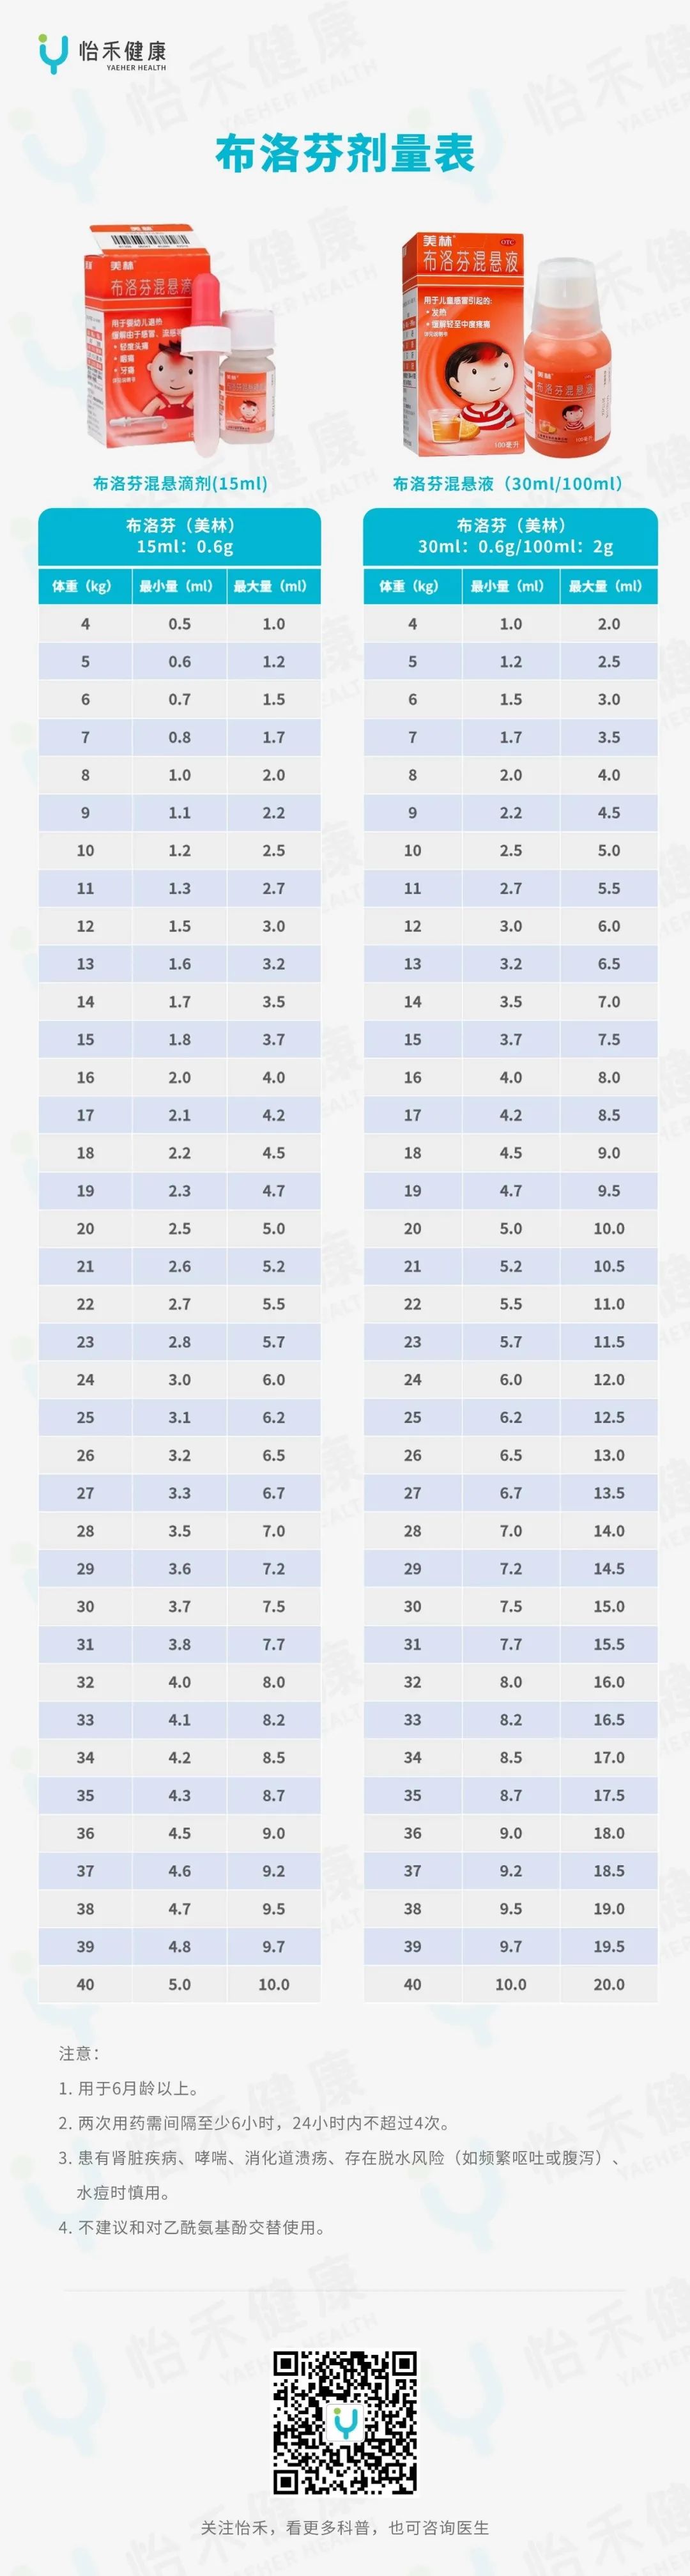 怡禾健康
YAEHER HEALTH
布洛芬剂量表
美林
布洛芬混悬滴
用于婴幼儿退热
缓解由于感冒、流感等
• 轻度头痛
• 咽痛
• 牙痛
美林
美林
OTC
布洛芬混悬液
用于儿童感冒引起的:
• 发热
• 缓解轻至中度疼痛
100毫升
美林
布洛芬混悬液
100毫升
布洛芬混悬滴剂(15ml)
布洛芬混悬液（30ml/100ml）
布洛芬（美林）
15ml：0.6g
体重（kg） 最小量（ml） 最大量（ml）
4 0.5 1.0
5 0.6 1.2
6 0.7 1.5
7 0.8 1.7
8 1.0 2.0
9 1.1 2.2
10 1.2 2.5
11 1.3 2.7
12 1.5 3.0
13 1.6 3.2
14 1.7 3.5
15 1.8 3.7
16 2.0 4.0
17 2.1 4.2
18 2.2 4.5
19 2.3 4.7
20 2.5 5.0
21 2.6 5.2
22 2.7 5.5
23 2.8 5.7
24 3.0 6.0
25 3.1 6.2
26 3.2 6.5
27 3.3 6.7
28 3.5 7.0
29 3.6 7.2
30 3.7 7.5
31 3.8 7.7
32 4.0 8.0
33 4.1 8.2
34 4.2 8.5
35 4.3 8.7
36 4.5 9.0
37 4.6 9.2
38 4.7 9.5
39 4.8 9.7
40 5.0 10.0
布洛芬（美林）
30ml：0.6g/100ml：2g
体重（kg） 最小量（ml） 最大量（ml）
4 1.0 2.0
5 1.2 2.5
6 1.5 3.0
7 1.7 3.5
8 2.0 4.0
9 2.2 4.5
10 2.5 5.0
11 2.7 5.5
12 3.0 6.0
13 3.2 6.5
14 3.5 7.0
15 3.7 7.5
16 4.0 8.0
17 4.2 8.5
18 4.5 9.0
19 4.7 9.5
20 5.0 10.0
21 5.2 10.5
22 5.5 11.0
23 5.7 11.5
24 6.0 12.0
25 6.2 12.5
26 6.5 13.0
27 6.7 13.5
28 7.0 14.0
29 7.2 14.5
30 7.5 15.0
31 7.7 15.5
32 8.0 16.0
33 8.2 16.5
34 8.5 17.0
35 8.7 17.5
36 9.0 18.0
37 9.2 18.5
38 9.5 19.0
39 9.7 19.5
40 10.0 20.0
注意：
1. 用于6月龄以上。
2. 两次用药需间隔至少6小时，24小时内不超过4次。
3. 患有肾脏疾病、哮喘、消化道溃疡、存在脱水风险（如频繁呕吐或腹泻）、
水痘时慎用。
4. 不建议和对乙酰氨基酚交替使用。
关注怡禾，看更多科普，也可咨询医生